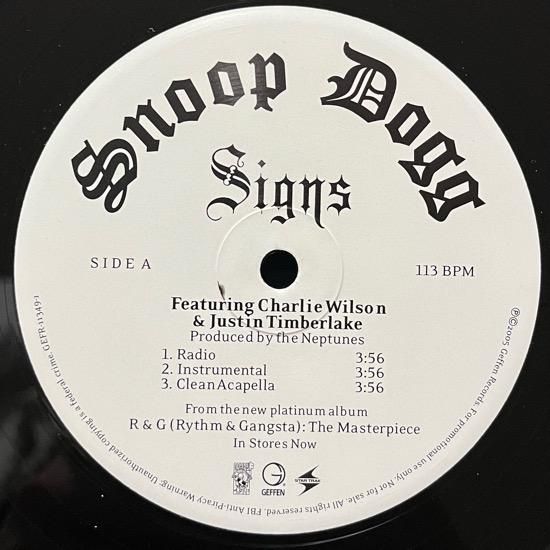 Snoop Dogg
Signs
SIDE A
113 BPM
Featuring Charlie Wilson
& Justin Timberlake
Produced by the Neptunes
1. Radio 3:56
2. Instrumental 3:56
3. Clean Acapella 3:56
From the new platinum album
R & G (Rythm & Gangsta): The Masterpiece
In Stores Now
GEFFEN
STAR TRAK
℗©2005 Geffen Records. For promotional use only. Not for sale. All rights reserved. FBI Anti-Piracy Warning: Unauthorized copying is a federal crime. GEFR-11349-1